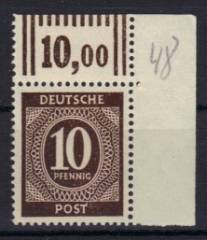 10,00
48
DEUTSCHE
10
PFENNIG
POST